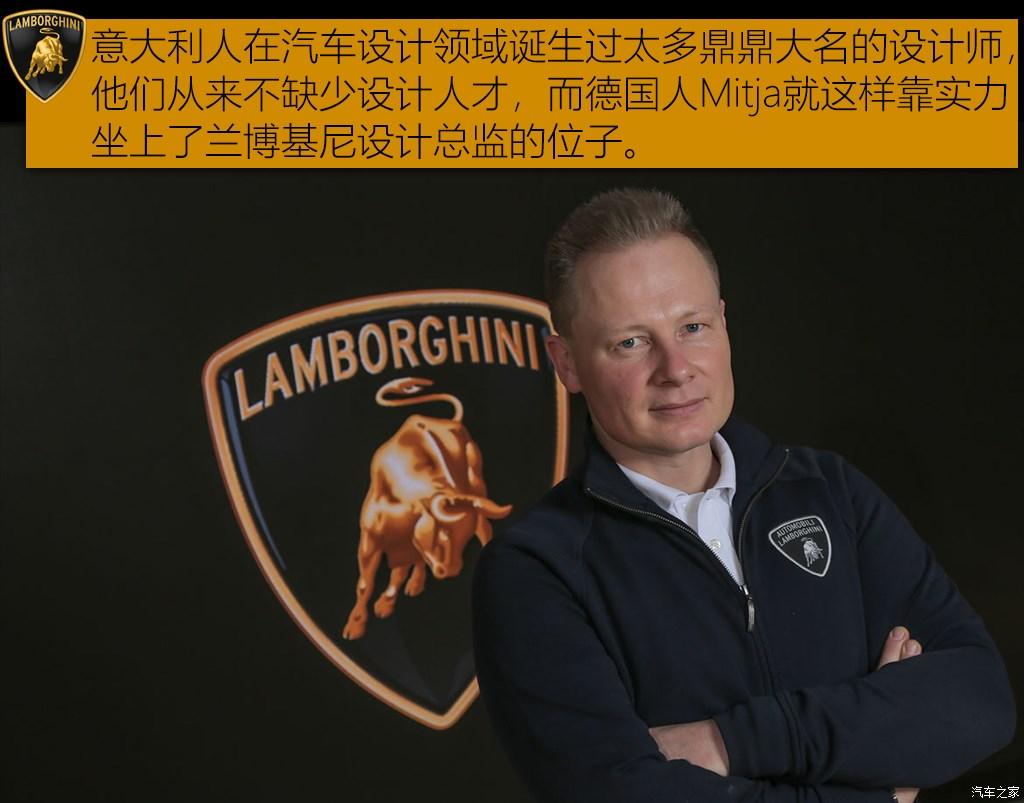 LAMBORGHINI
意大利人在汽车设计领域诞生过太多鼎鼎大名的设计师，
他们从来不缺少设计人才，而德国人Mitja就这样靠实力
坐上了兰博基尼设计总监的位子。
LAMBORGHINI
AUTOMOBILI
LAMBORGHINI
汽车之家